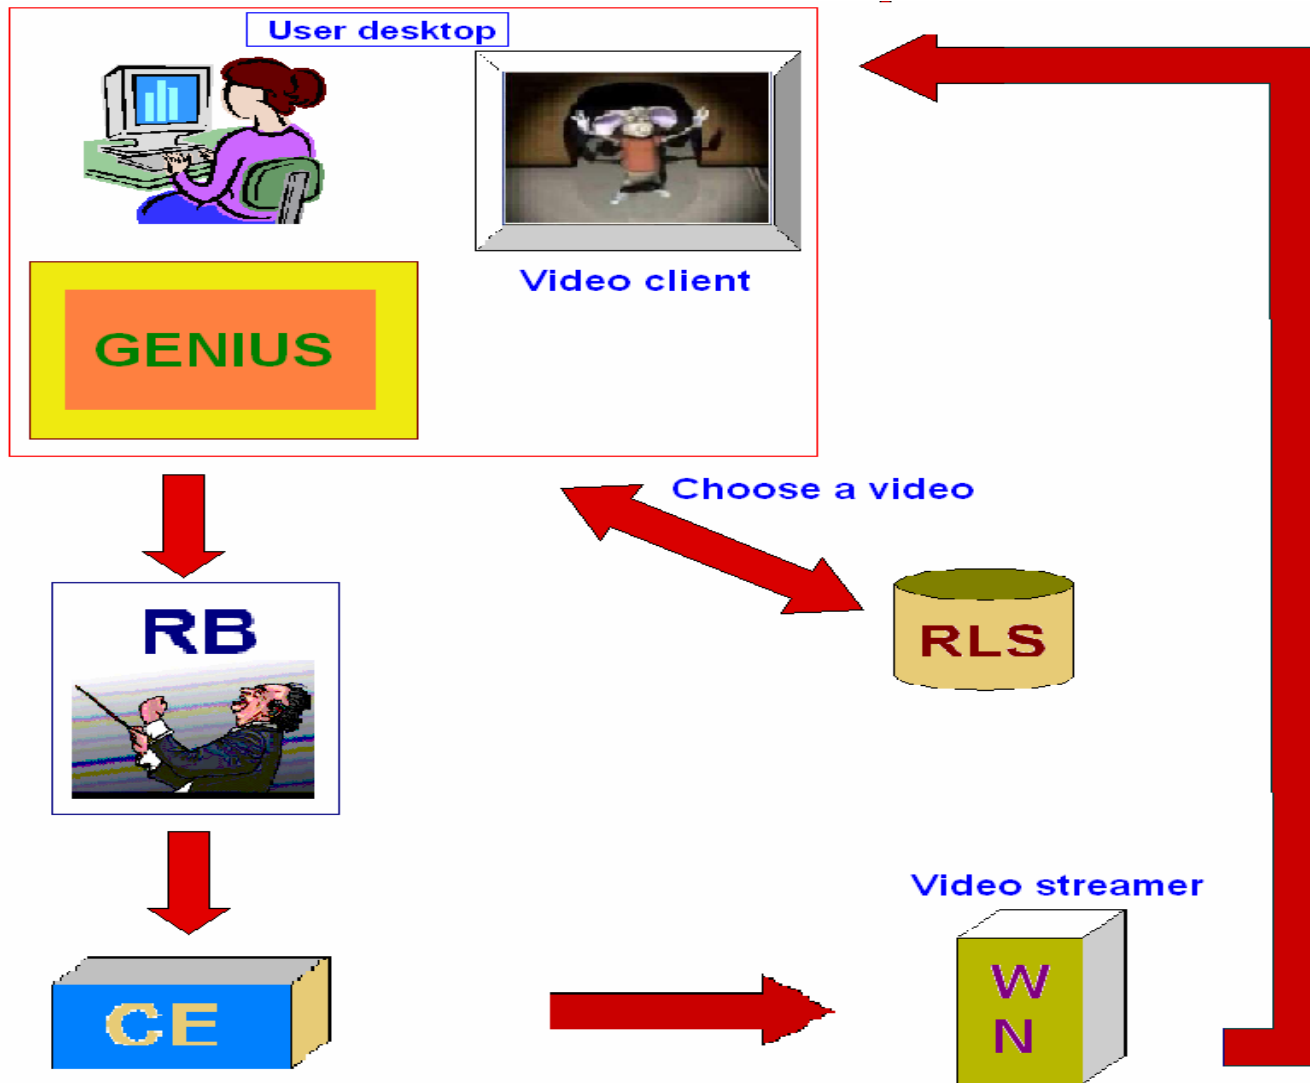 User desktop
Video client
GENIUS
Choose a video
RB
RLS
Video streamer
CE
W
N